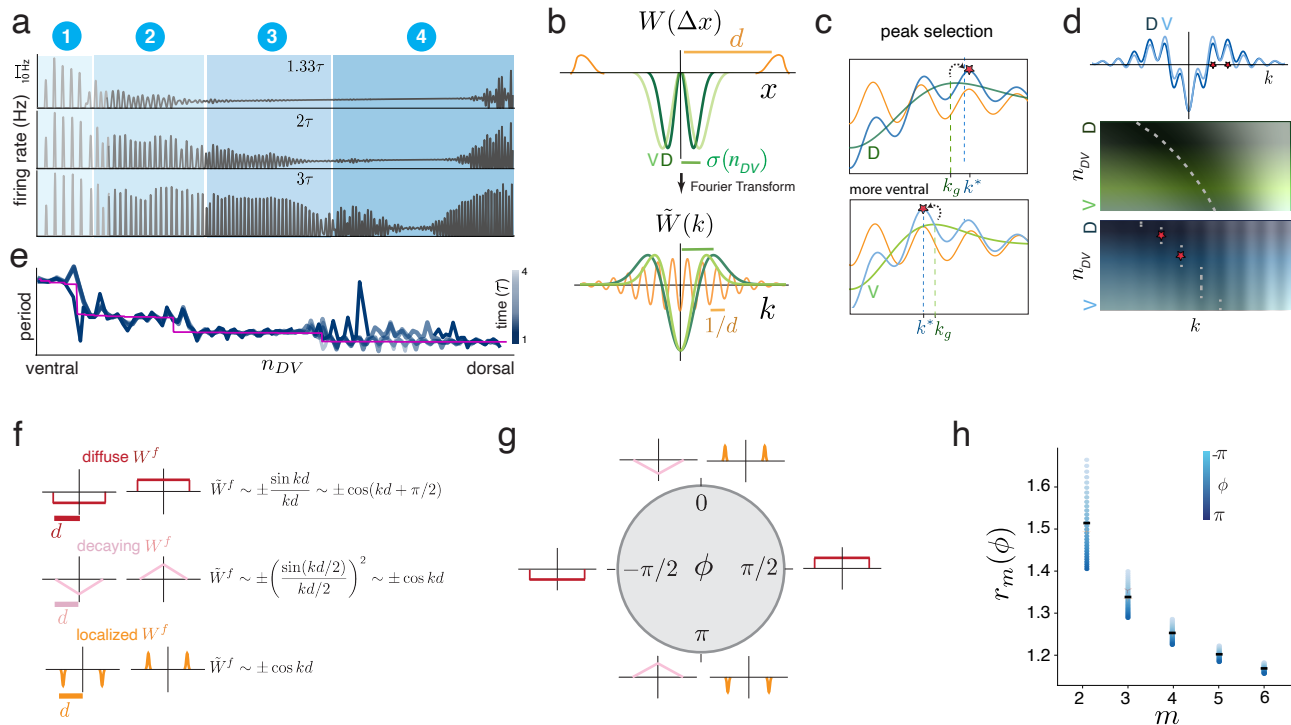 a
1
2
3
4
10 Hz
firing rate (Hz)
1.33τ
2τ
3τ
e
period
4
time (τ)
1
ventral
n_DV
dorsal
b
W(Δx)
d
x
V D
σ(n_DV)
Fourier Transform
W̃(k)
k
1/d
c
peak selection
D
k_g k*
more ventral
V
k* k_g
d
D V
k
D
n_DV
V
D
n_DV
V
k
f
diffuse W^f
W̃^f ∼ ± sin kd / kd ∼ ± cos(kd + π/2)
d
decaying W^f
W̃^f ∼ ± (sin(kd/2) / kd/2)^2 ∼ ± cos kd
d
localized W^f
W̃^f ∼ ± cos kd
d
g
0
−π/2 ϕ π/2
π
h
r_m(ϕ)
1.6
1.5
1.4
1.3
1.2
-π
ϕ
π
2 3 4 5 6
m